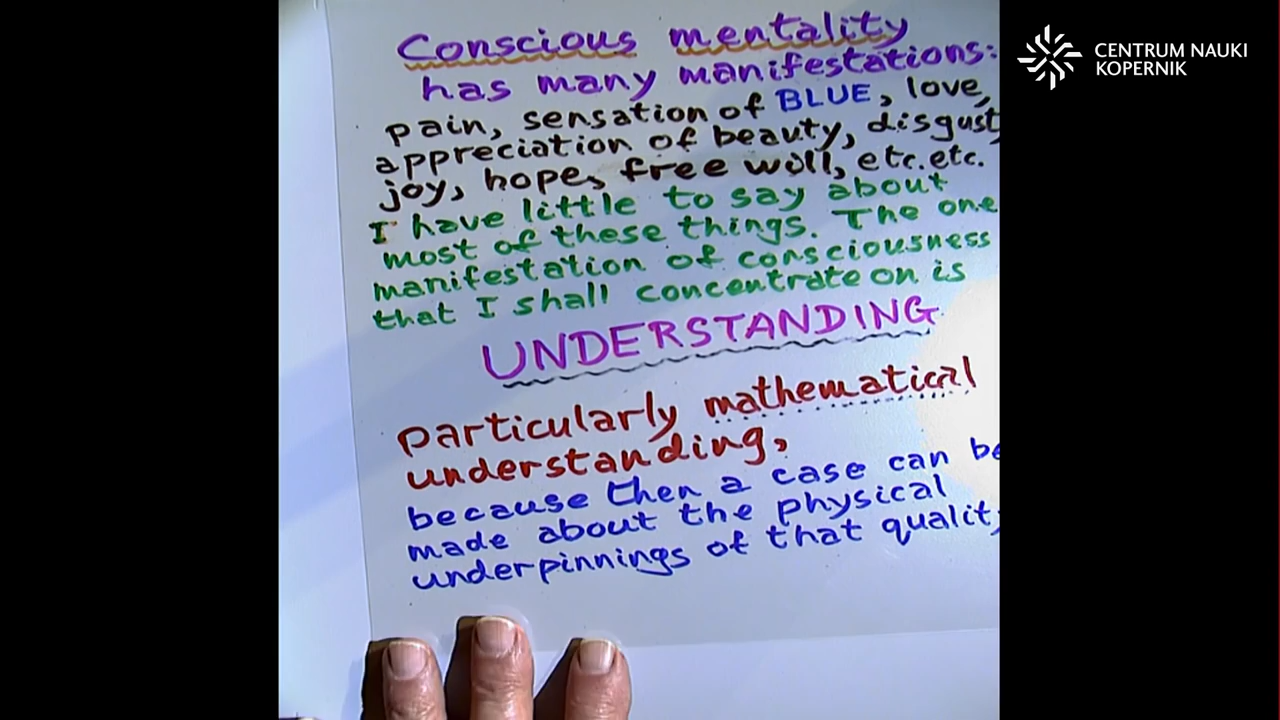 Conscious mentality
has many manifestations:
pain, sensation of BLUE, love,
appreciation of beauty, disgust,
joy, hope, free will, etc. etc.
I have little to say about
most of these things. The one
manifestation of consciousness
that I shall concentrate on is
UNDERSTANDING
particularly mathematical
understanding,
because then a case can be
made about the physical
underpinnings of that quality
CENTRUM NAUKI
KOPERNIK